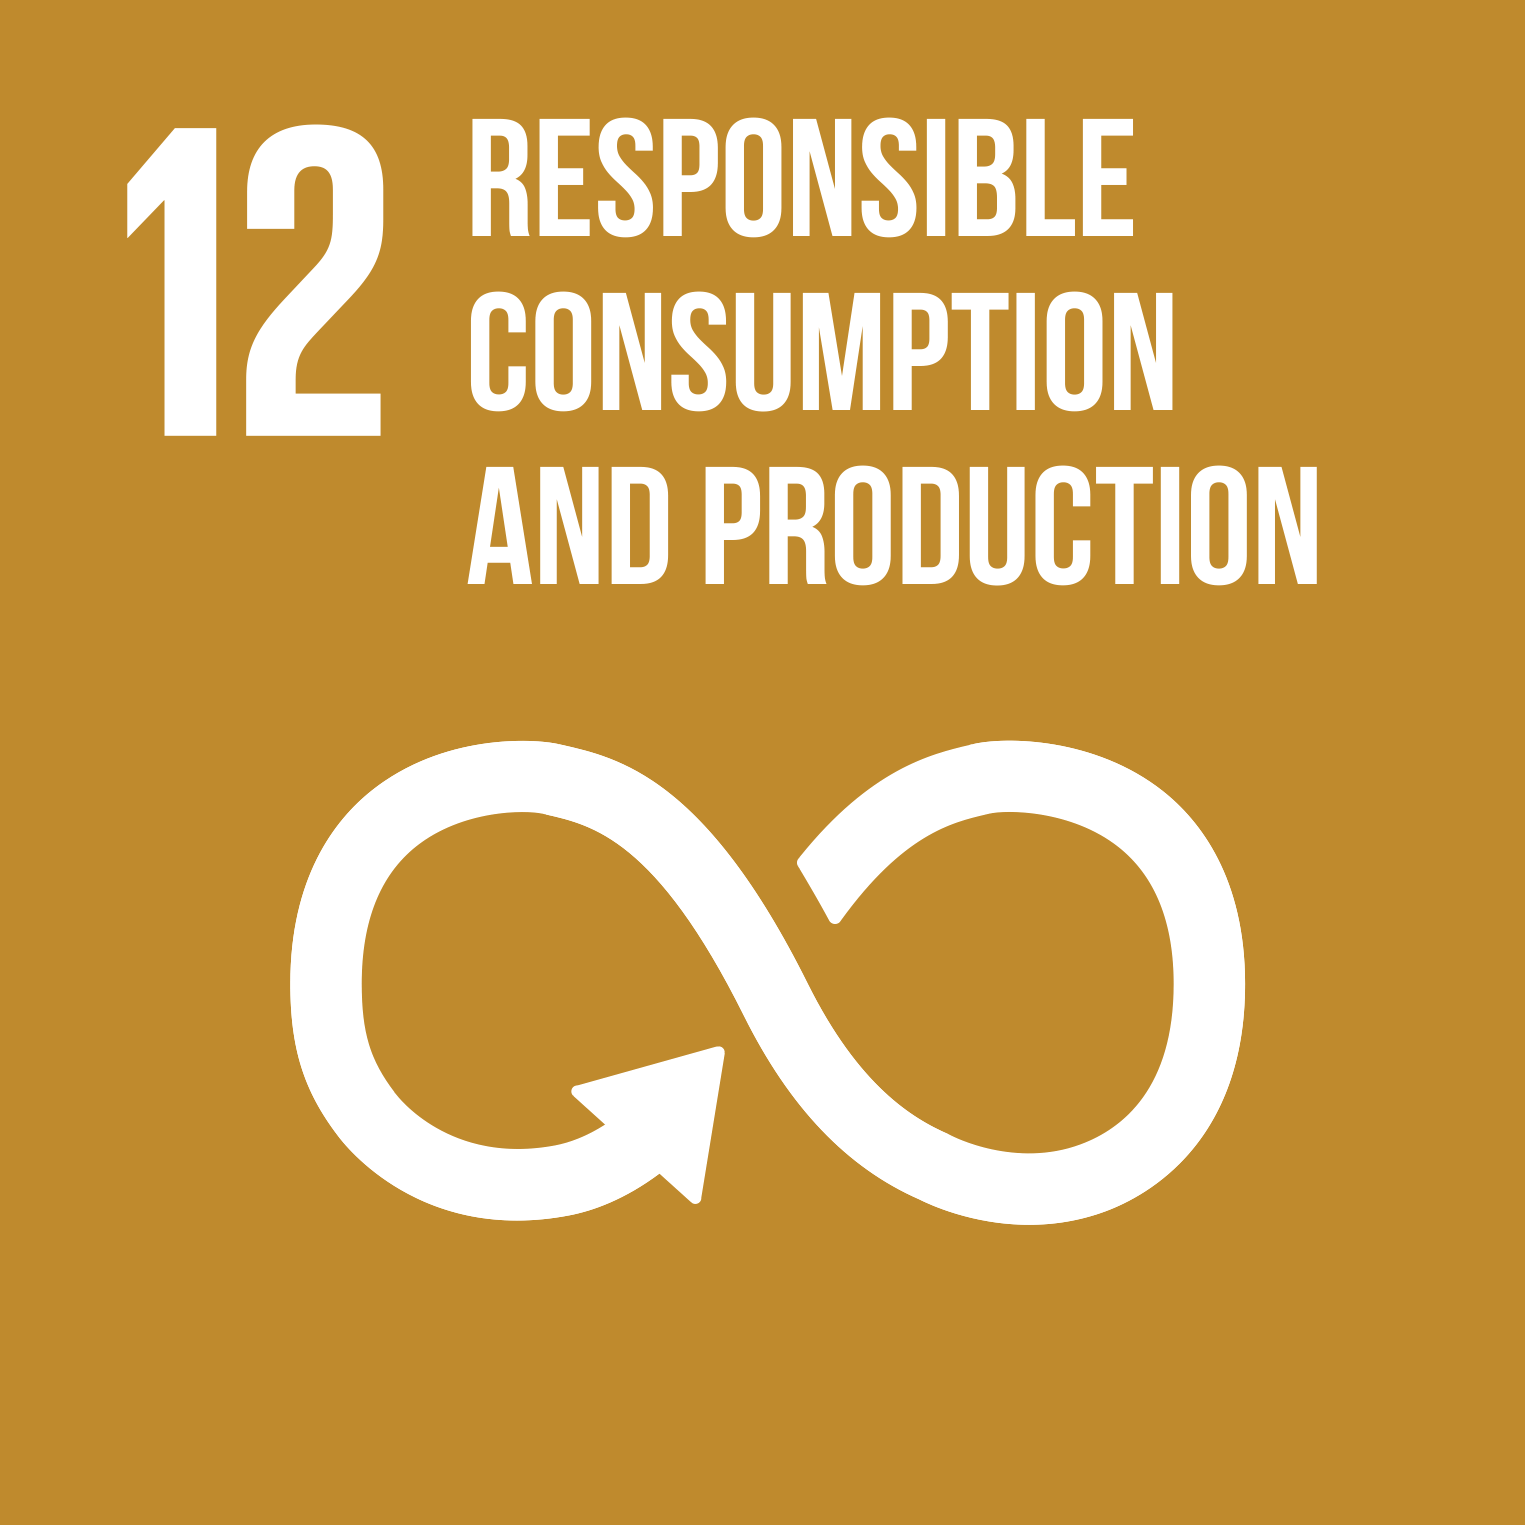 12
RESPONSIBLE
CONSUMPTION
AND PRODUCTION